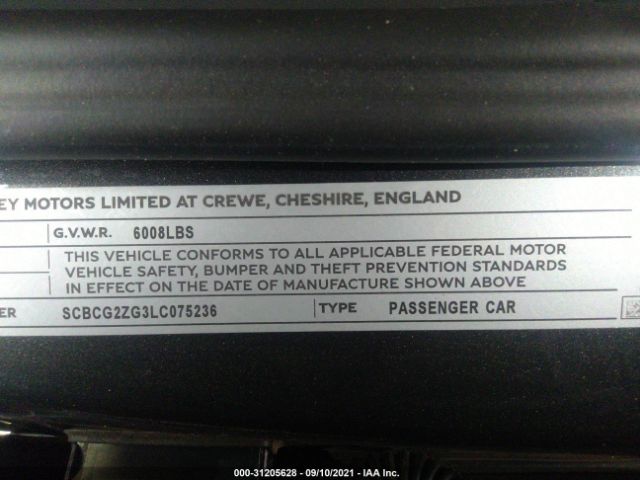 EY MOTORS LIMITED AT CREWE, CHESHIRE, ENGLAND
G.V.W.R. 6008LBS
THIS VEHICLE CONFORMS TO ALL APPLICABLE FEDERAL MOTOR
VEHICLE SAFETY, BUMPER AND THEFT PREVENTION STANDARDS
IN EFFECT ON THE DATE OF MANUFACTURE SHOWN ABOVE
ER SCBCG2ZG3LC075236 TYPE PASSENGER CAR
000-31205628 - 09/10/2021 - IAA Inc.